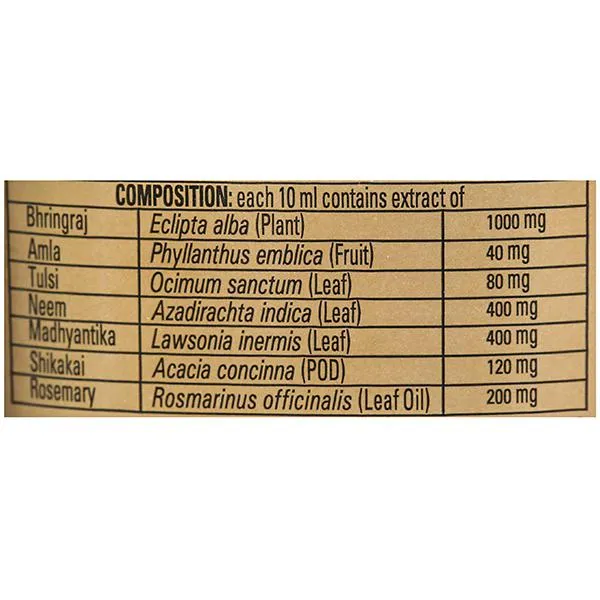 COMPOSITION: each 10 ml contains extract of
Bhringraj Eclipta alba (Plant) 1000 mg
Amla Phyllanthus emblica (Fruit) 40 mg
Tulsi Ocimum sanctum (Leaf) 80 mg
Neem Azadirachta indica (Leaf) 400 mg
Madhyantika Lawsonia inermis (Leaf) 400 mg
Shikakai Acacia concinna (POD) 120 mg
Rosemary Rosmarinus officinalis (Leaf Oil) 200 mg